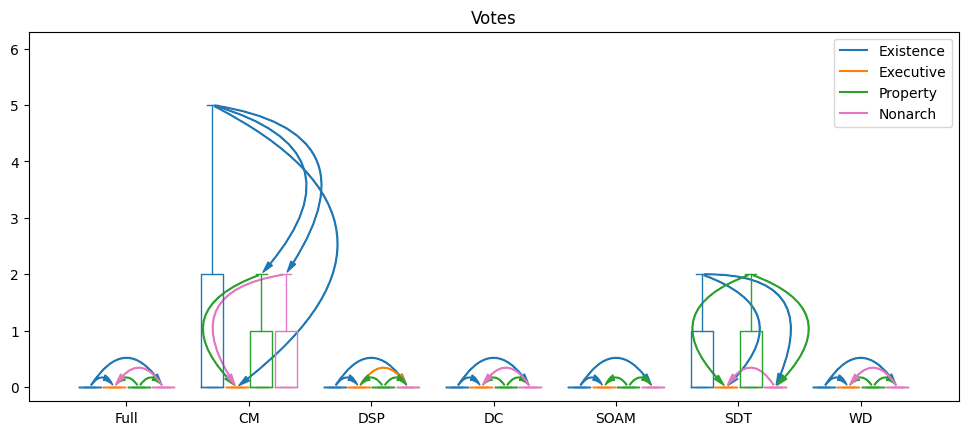 Votes
6
5
4
3
2
1
0
Existence
Executive
Property
Nonarch
Full CM DSP DC SOAM SDT WD